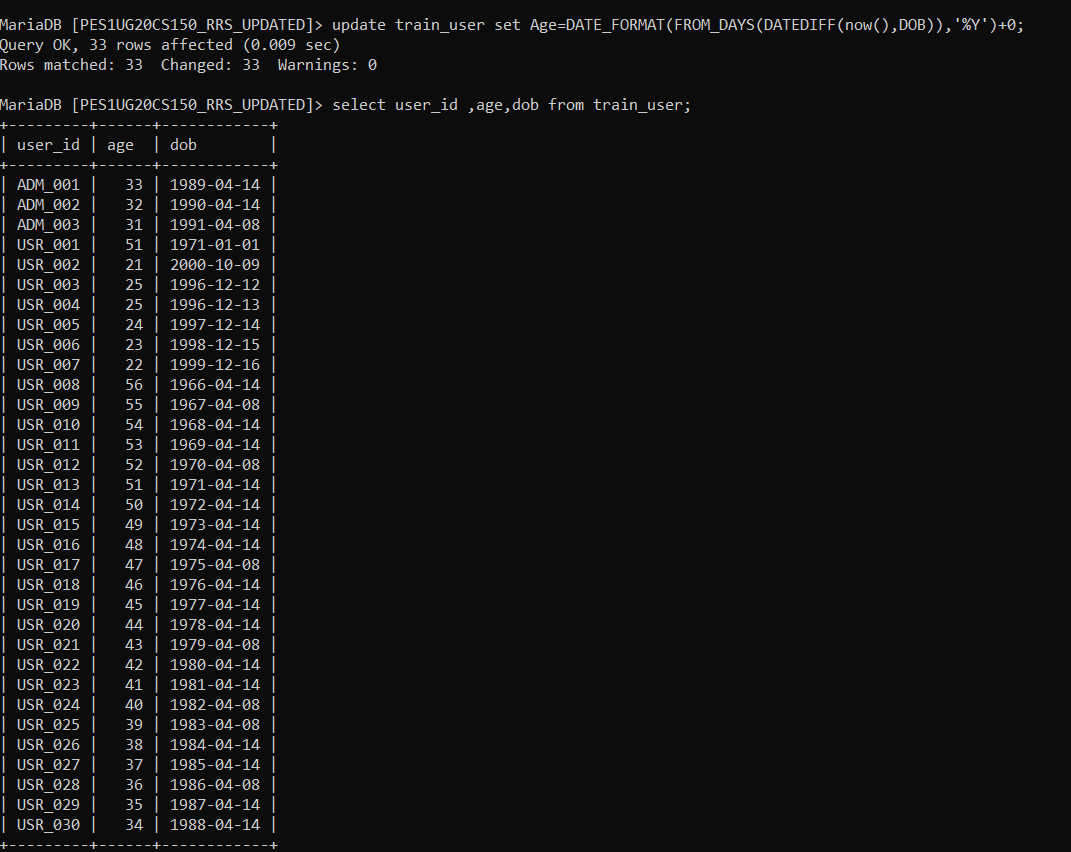 MariaDB [PES1UG20CS150_RRS_UPDATED]> update train_user set Age=DATE_FORMAT(FROM_DAYS(DATEDIFF(now(),DOB)),'%Y')+0;
Query OK, 33 rows affected (0.009 sec)
Rows matched: 33  Changed: 33  Warnings: 0

MariaDB [PES1UG20CS150_RRS_UPDATED]> select user_id ,age,dob from train_user;
+---------+------+------------+
| user_id | age  | dob        |
+---------+------+------------+
| ADM_001 |   33 | 1989-04-14 |
| ADM_002 |   32 | 1990-04-14 |
| ADM_003 |   31 | 1991-04-08 |
| USR_001 |   51 | 1971-01-01 |
| USR_002 |   21 | 2000-10-09 |
| USR_003 |   25 | 1996-12-12 |
| USR_004 |   25 | 1996-12-13 |
| USR_005 |   24 | 1997-12-14 |
| USR_006 |   23 | 1998-12-15 |
| USR_007 |   22 | 1999-12-16 |
| USR_008 |   56 | 1966-04-14 |
| USR_009 |   55 | 1967-04-08 |
| USR_010 |   54 | 1968-04-14 |
| USR_011 |   53 | 1969-04-14 |
| USR_012 |   52 | 1970-04-08 |
| USR_013 |   51 | 1971-04-14 |
| USR_014 |   50 | 1972-04-14 |
| USR_015 |   49 | 1973-04-14 |
| USR_016 |   48 | 1974-04-14 |
| USR_017 |   47 | 1975-04-08 |
| USR_018 |   46 | 1976-04-14 |
| USR_019 |   45 | 1977-04-14 |
| USR_020 |   44 | 1978-04-14 |
| USR_021 |   43 | 1979-04-08 |
| USR_022 |   42 | 1980-04-14 |
| USR_023 |   41 | 1981-04-14 |
| USR_024 |   40 | 1982-04-08 |
| USR_025 |   39 | 1983-04-08 |
| USR_026 |   38 | 1984-04-14 |
| USR_027 |   37 | 1985-04-14 |
| USR_028 |   36 | 1986-04-08 |
| USR_029 |   35 | 1987-04-14 |
| USR_030 |   34 | 1988-04-14 |
+---------+------+------------+